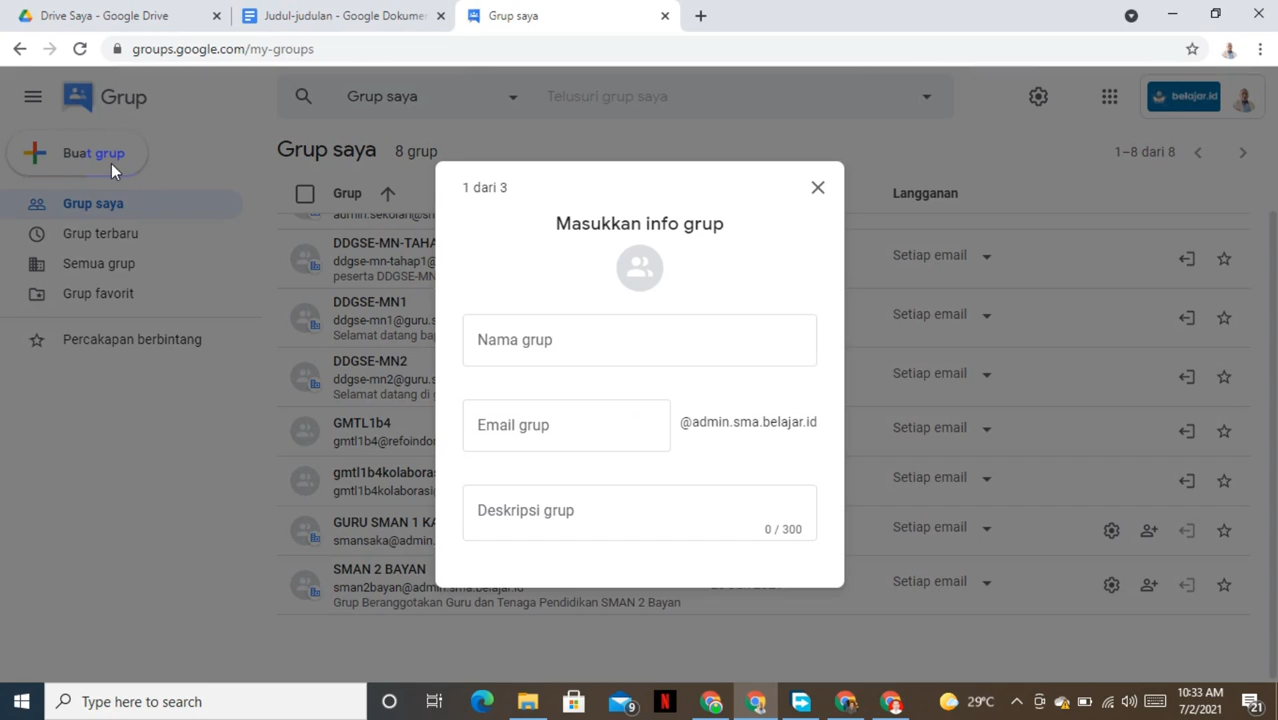 Drive Saya - Google Drive
Judul-judulan - Google Dokumen
Grup saya
groups.google.com/my-groups
Grup
Grup saya
Telusuri grup saya
belajar.id
Buat grup
Grup saya
Grup terbaru
Semua grup
Grup favorit
Percakapan berbintang
Grup saya 8 grup
1–8 dari 8
Grup
Langganan
DDGSE-MN-TAHA
ddgse-mn-tahap1@
peserta DDGSE-MN
Setiap email
DDGSE-MN1
ddgse-mn1@guru.s
Selamat datang bap
Setiap email
DDGSE-MN2
ddgse-mn2@guru.s
Selamat datang di g
Setiap email
GMTL1b4
gmtl1b4@refoindon
Setiap email
gmtl1b4kolaboras
gmtl1b4kolaborasi
Setiap email
GURU SMAN 1 KA
smansaka@admin.
Setiap email
SMAN 2 BAYAN
sman2bayan@admin.sma.belajar.id
Grup Beranggotakan Guru dan Tenaga Pendidikan SMAN 2 Bayan
Setiap email
1 dari 3
Masukkan info grup
Nama grup
Email grup
@admin.sma.belajar.id
Deskripsi grup
0 / 300
Type here to search
9
29°C
10:33 AM
7/2/2021
21